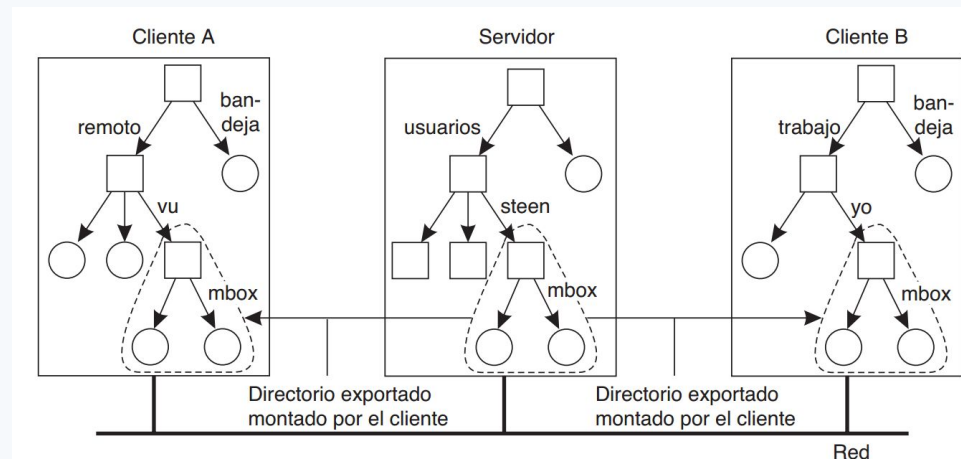 Cliente A
Servidor
Cliente B
remoto
ban-
deja
usuarios
trabajo
ban-
deja
vu
steen
yo
mbox
mbox
mbox
Directorio exportado
montado por el cliente
Directorio exportado
montado por el cliente
Red